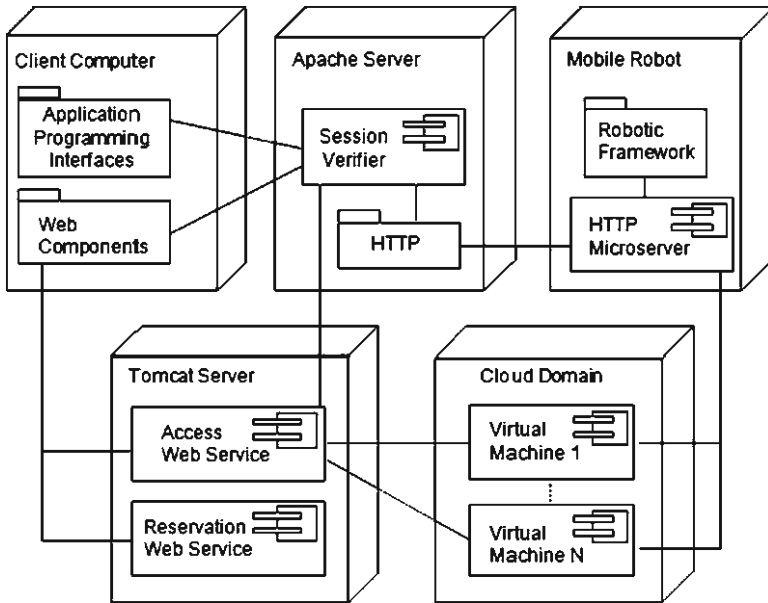 Client Computer
Application
Programming
Interfaces
Web
Components
Apache Server
Session
Verifier
HTTP
Mobile Robot
Robotic
Framework
HTTP
Microserver
Tomcat Server
Access
Web Service
Reservation
Web Service
Cloud Domain
Virtual
Machine 1
Virtual
Machine N